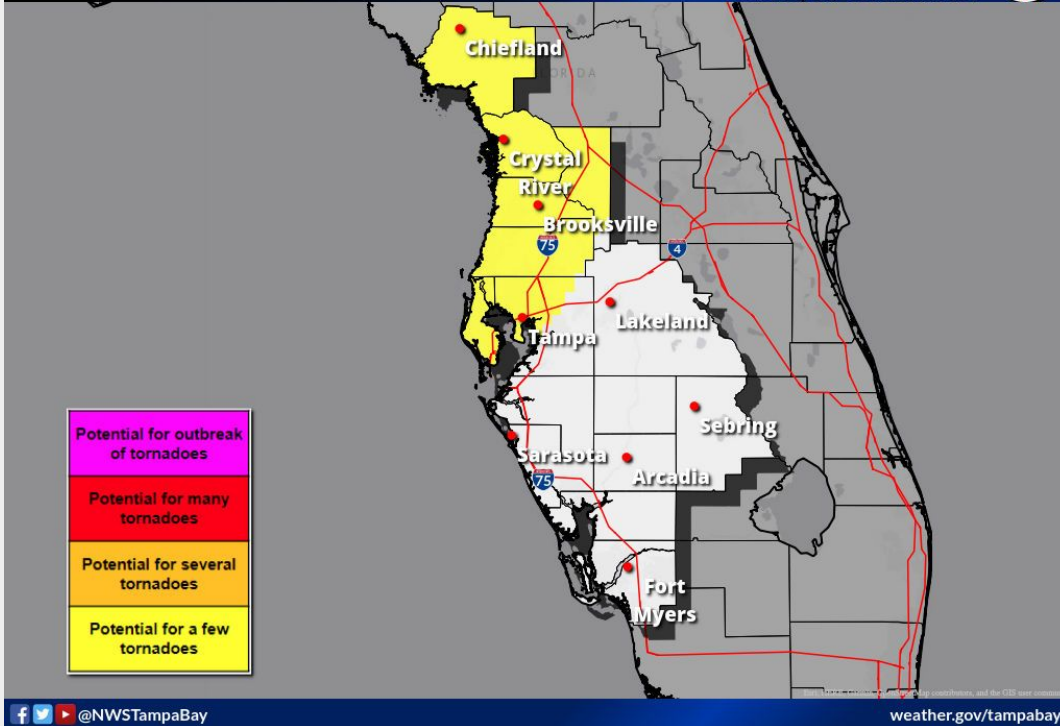 Chiefland
FLORIDA
Crystal
River
Brooksville
75
4
Lakeland
Tampa
Sebring
Sarasota
Arcadia
75
Fort
Myers
Potential for outbreak
of tornadoes
Potential for many
tornadoes
Potential for several
tornadoes
Potential for a few
tornadoes
@NWSTampaBay
weather.gov/tampabay